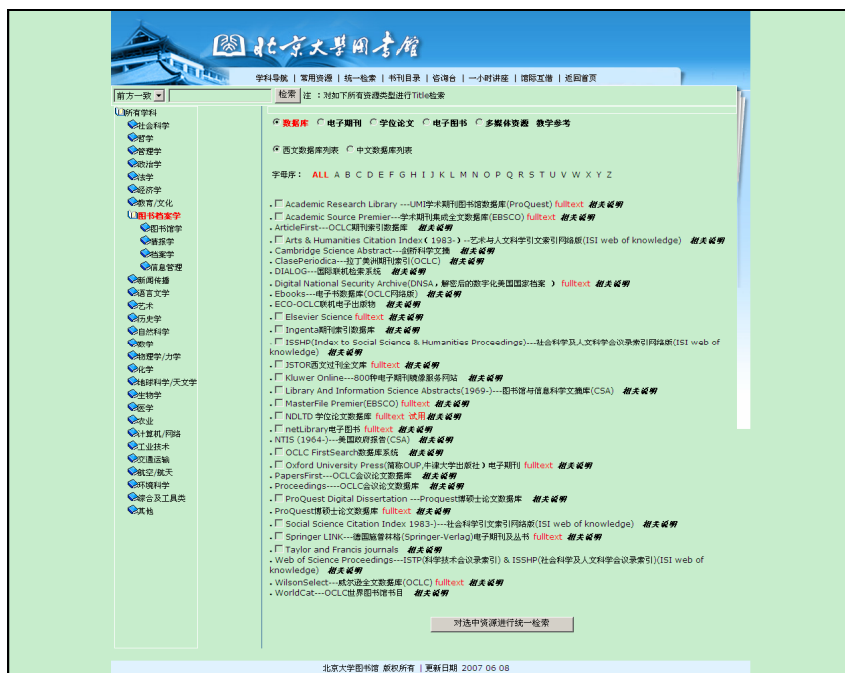 北京大学圖書館
学科导航 | 常用资源 | 统一检索 | 书刊目录 | 咨询台 | 一小时讲座 | 馆际互借 | 返回首页
前方一致 检索 注 ：对如下所有资源类型进行Title检索
所有学科
社会科学
哲学
管理学
政治学
法学
经济学
教育/文化
图书档案学
图书馆学
情报学
档案学
信息管理
新闻传播
语言文学
艺术
历史学
自然科学
数学
物理学/力学
化学
地球科学/天文学
生物学
医学
农业
计算机/网络
工业技术
交通运输
航空/航天
环境科学
综合及工具类
其他
数据库 电子期刊 学位论文 电子图书 多媒体资源 教学参考
西文数据库列表 中文数据库列表
字母序： ALL A B C D E F G H I J K L M N O P Q R S T U V W X Y Z
. Academic Research Library ---UMI学术期刊图书馆数据库(ProQuest) fulltext 相关说明
. Academic Source Premier---学术期刊集成全文数据库(EBSCO) fulltext 相关说明
. ArticleFirst---OCLC期刊索引数据库 相关说明
. Arts & Humanities Citation Index（ 1983-）--艺术与人文科学引文索引网络版(ISI web of knowledge) 相关说明
. Cambridge Science Abstract---剑桥科学文摘 相关说明
. ClasePeriodica---拉丁美洲期刊索引(OCLC) 相关说明
. DIALOG---国际联机检索系统 相关说明
. Digital National Security Archive(DNSA，解密后的数字化美国国家档案 ） fulltext 相关说明
. Ebooks---电子书数据库(OCLC网络版) 相关说明
. ECO-OCLC联机电子出版物 相关说明
. Elsevier Science fulltext 相关说明
. Ingenta期刊索引数据库 相关说明
. ISSHP(Index to Social Science & Humanities Proceedings)---社会科学及人文科学会议录索引网络版(ISI web of
knowledge) 相关说明
. JSTOR西文过刊全文库 fulltext 相关说明
. Kluwer Online---800种电子期刊镜像服务网站 相关说明
. Library And Information Science Abstracts(1969-)---图书馆与信息科学文摘库(CSA) 相关说明
. MasterFile Premier(EBSCO) fulltext 相关说明
. NDLTD 学位论文数据库 fulltext 试用 相关说明
. netLibrary电子图书 fulltext 相关说明
. NTIS (1964-)---美国政府报告(CSA) 相关说明
. OCLC FirstSearch数据库系统 相关说明
. Oxford University Press(简称OUP,牛津大学出版社）电子期刊 fulltext 相关说明
. PapersFirst---OCLC会议论文数据库 相关说明
. Proceedings----OCLC会议论文数据库 相关说明
. ProQuest Digital Dissertation ---Proquest博硕士论文数据库 相关说明
. ProQuest博硕士论文数据库 fulltext 相关说明
. Social Science Citation Index 1983-)---社会科学引文索引网络版(ISI web of knowledge) 相关说明
. Springer LINK---德国施普林格(Springer-Verlag)电子期刊及丛书 fulltext 相关说明
. Taylor and Francis journals 相关说明
. Web of Science Proceedings---ISTP(科学技术会议录索引) & ISSHP(社会科学及人文科学会议录索引)(ISI web of
knowledge) 相关说明
. WilsonSelect---威尔逊全文数据库(OCLC) fulltext 相关说明
. WorldCat---OCLC世界图书馆书目 相关说明
对选中资源进行统一检索
北京大学图书馆 版权所有 | 更新日期 2007 06 08